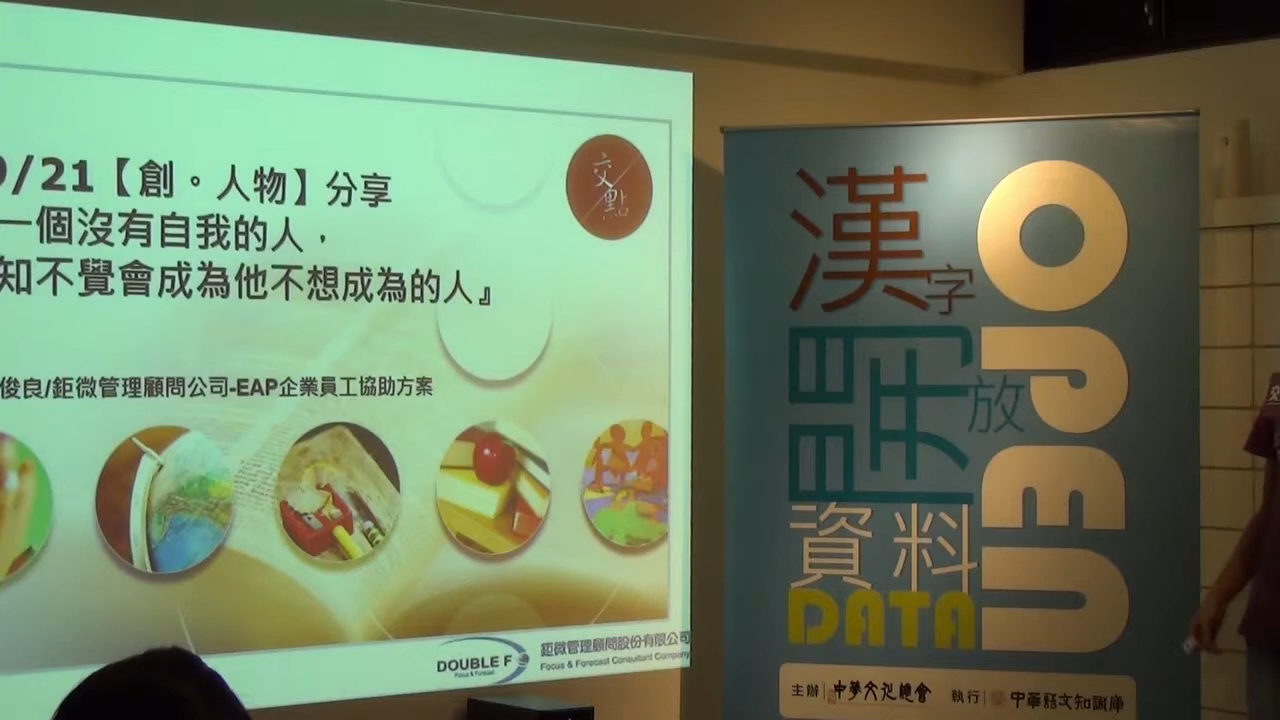 /21【創。人物】分享
一個沒有自我的人，
知不覺會成為他不想成為的人』
俊良/鉅微管理顧問公司-EAP企業員工協助方案
交點
DOUBLE F
Focus & Forecast
鉅微管理顧問股份有限公司
Focus & Forecast Consultant Company
漢字
開放
資料
DATA
OPEN
主辦 中華文化總會 執行 中華語文知識庫